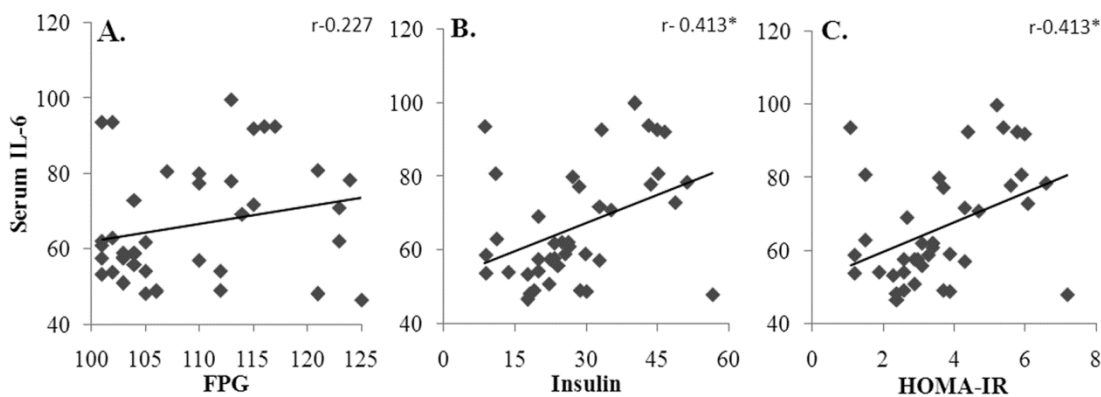 A.
r-0.227
120
100
80
60
40
100 105 110 115 120 125
FPG
Serum IL-6
B.
r- 0.413*
120
100
80
60
40
0 15 30 45 60
Insulin
C.
r-0.413*
120
100
80
60
40
0 2 4 6 8
HOMA-IR